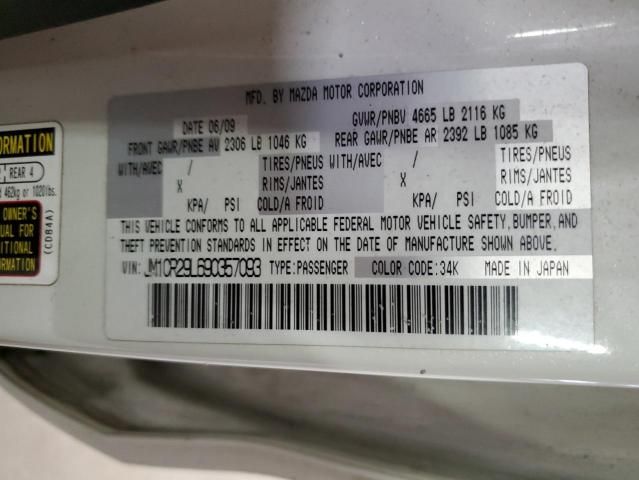 MFD. BY MAZDA MOTOR CORPORATION
DATE 06/09 GVWR/PNBV 4665 LB 2116 KG
FRONT GAWR/PNBE AV 2306 LB 1046 KG REAR GAWR/PNBE AR 2392 LB 1085 KG
WITH/AVEC / TIRES/PNEUS WITH/AVEC / TIRES/PNEUS
X RIMS/JANTES X RIMS/JANTES
KPA/ PSI COLD/A FROID KPA/ PSI COLD/A FROID
THIS VEHICLE CONFORMS TO ALL APPLICABLE FEDERAL MOTOR VEHICLE SAFETY, BUMPER, AND
THEFT PREVENTION STANDARDS IN EFFECT ON THE DATE OF MANUFACTURE SHOWN ABOVE.
VIN: JM1CR29L690357093 TYPE:PASSENGER COLOR CODE:34K MADE IN JAPAN
ORMATION
REAR 4
462kg or 1020lbs.
OWNER'S
UAL FOR
ITIONAL
ORMATION
(CD84A)